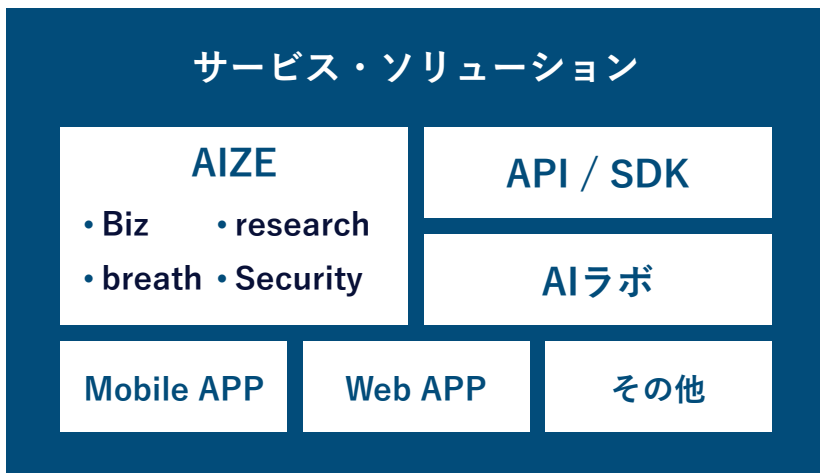 サービス・ソリューション
AIZE
・Biz ・research
・breath ・Security
API / SDK
AIラボ
Mobile APP
Web APP
その他